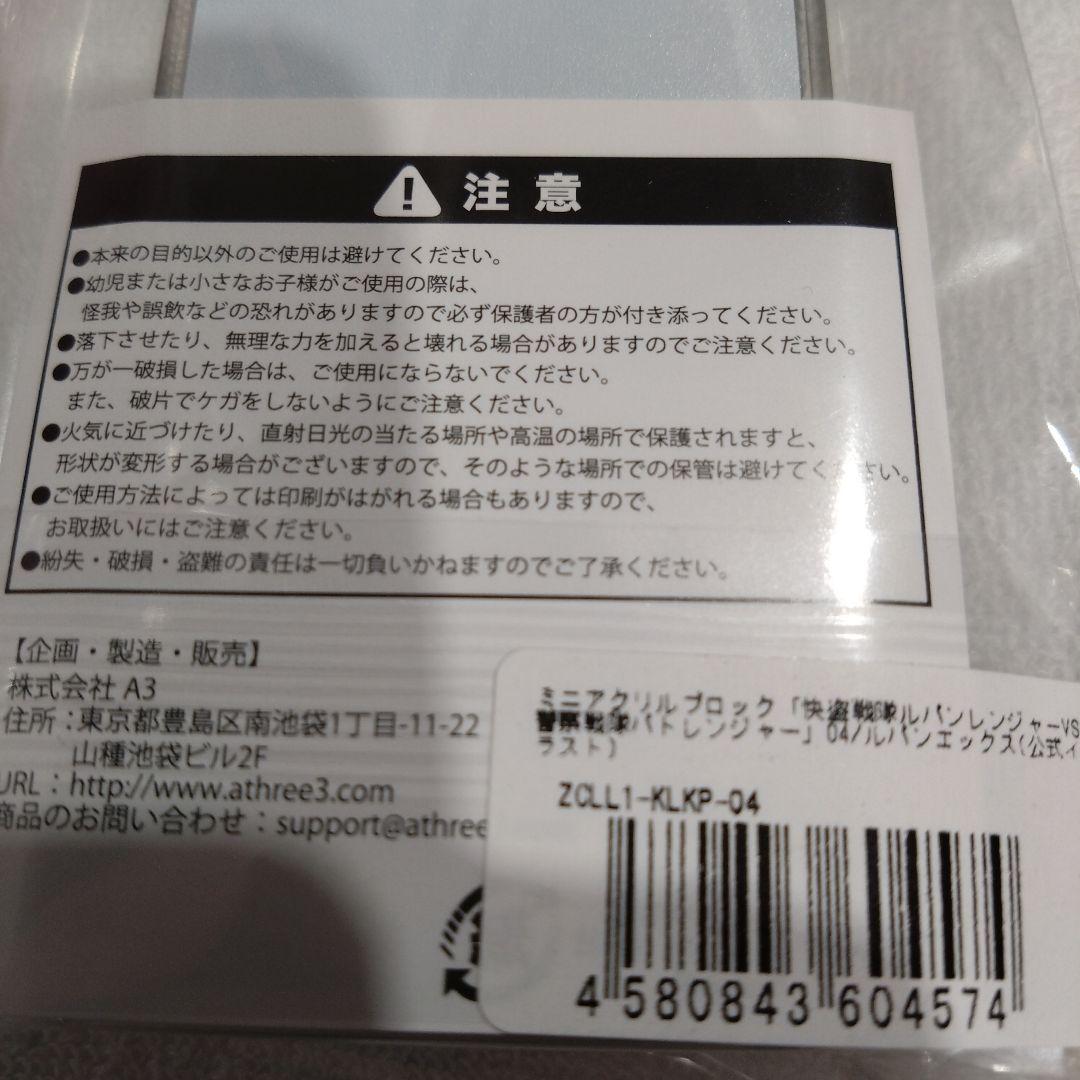 注意
●本来の目的以外のご使用は避けてください。
●幼児または小さなお子様がご使用の際は、
怪我や誤飲などの恐れがありますので必ず保護者の方が付き添ってください。
●落下させたり、無理な力を加えると壊れる場合がありますのでご注意ください。
●万が一破損した場合は、ご使用にならないでください。
また、破片でケガをしないようにご注意ください。
●火気に近づけたり、直射日光の当たる場所や高温の場所で保護されますと、
形状が変形する場合がございますので、そのような場所での保管は避けてください。
●ご使用方法によっては印刷がはがれる場合もありますので、
お取扱いにはご注意ください。
●紛失・破損・盗難の責任は一切負いかねますのでご了承ください。
【企画・製造・販売】
株式会社 A3
住所：東京都豊島区南池袋1丁目-11-22
山種池袋ビル2F
URL：http://www.athree3.com
商品のお問い合わせ：support@athree
ミニアクリルブロック「快盗戦隊ルパンレンジャーVS
警察戦隊パトレンジャー」04/ルパンエックス(公式イ
ラスト)
ZCLL1-KLKP-04
4 580843 604574